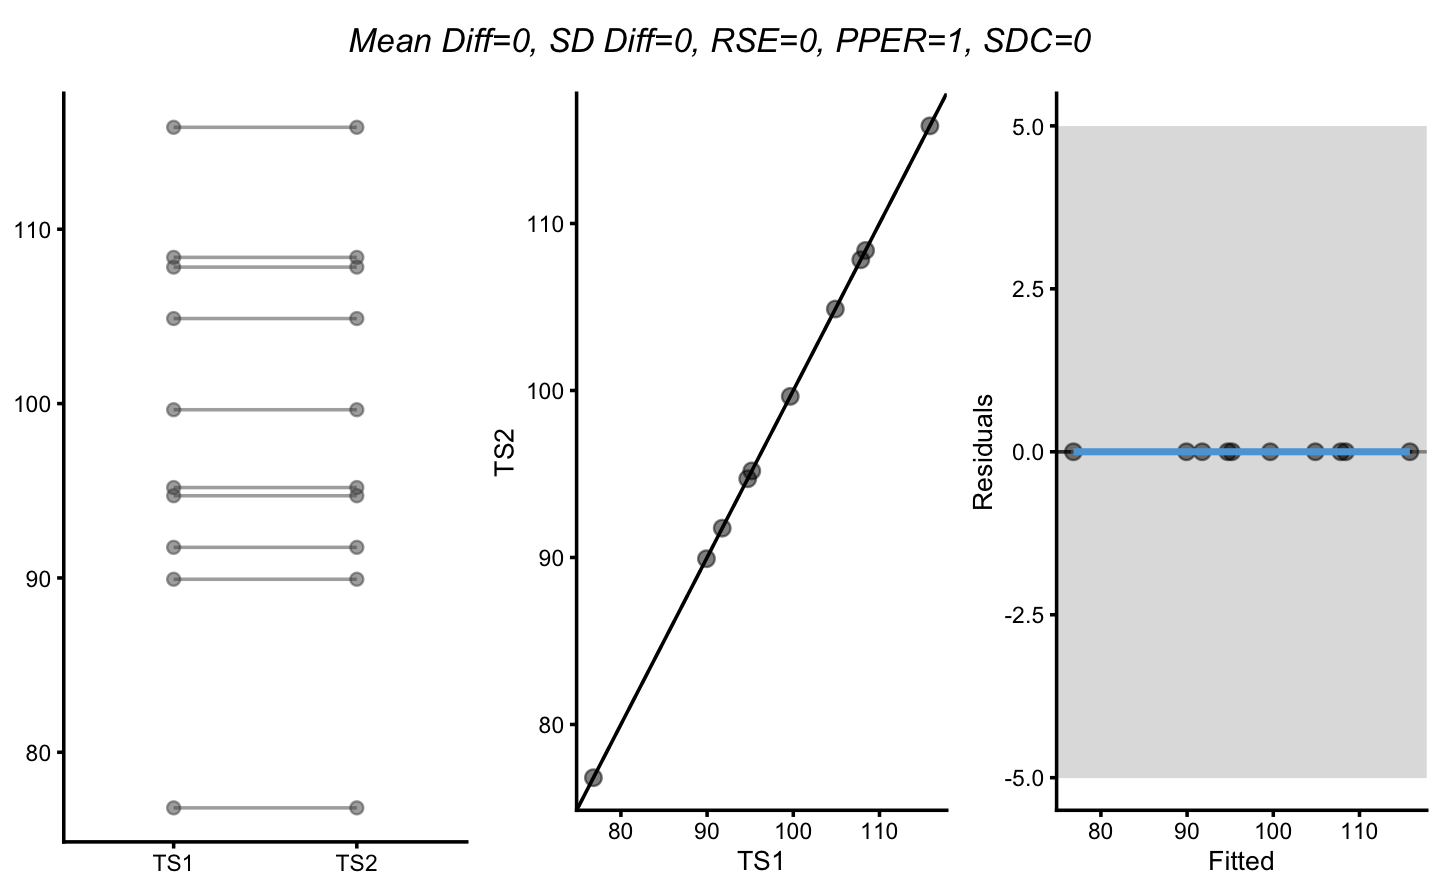 Mean Diff=0, SD Diff=0, RSE=0, PPER=1, SDC=0
110
100
90
80
TS1 TS2
TS2
110
100
90
80
80 90 100 110
TS1
Residuals
5.0
2.5
0.0
-2.5
-5.0
80 90 100 110
Fitted